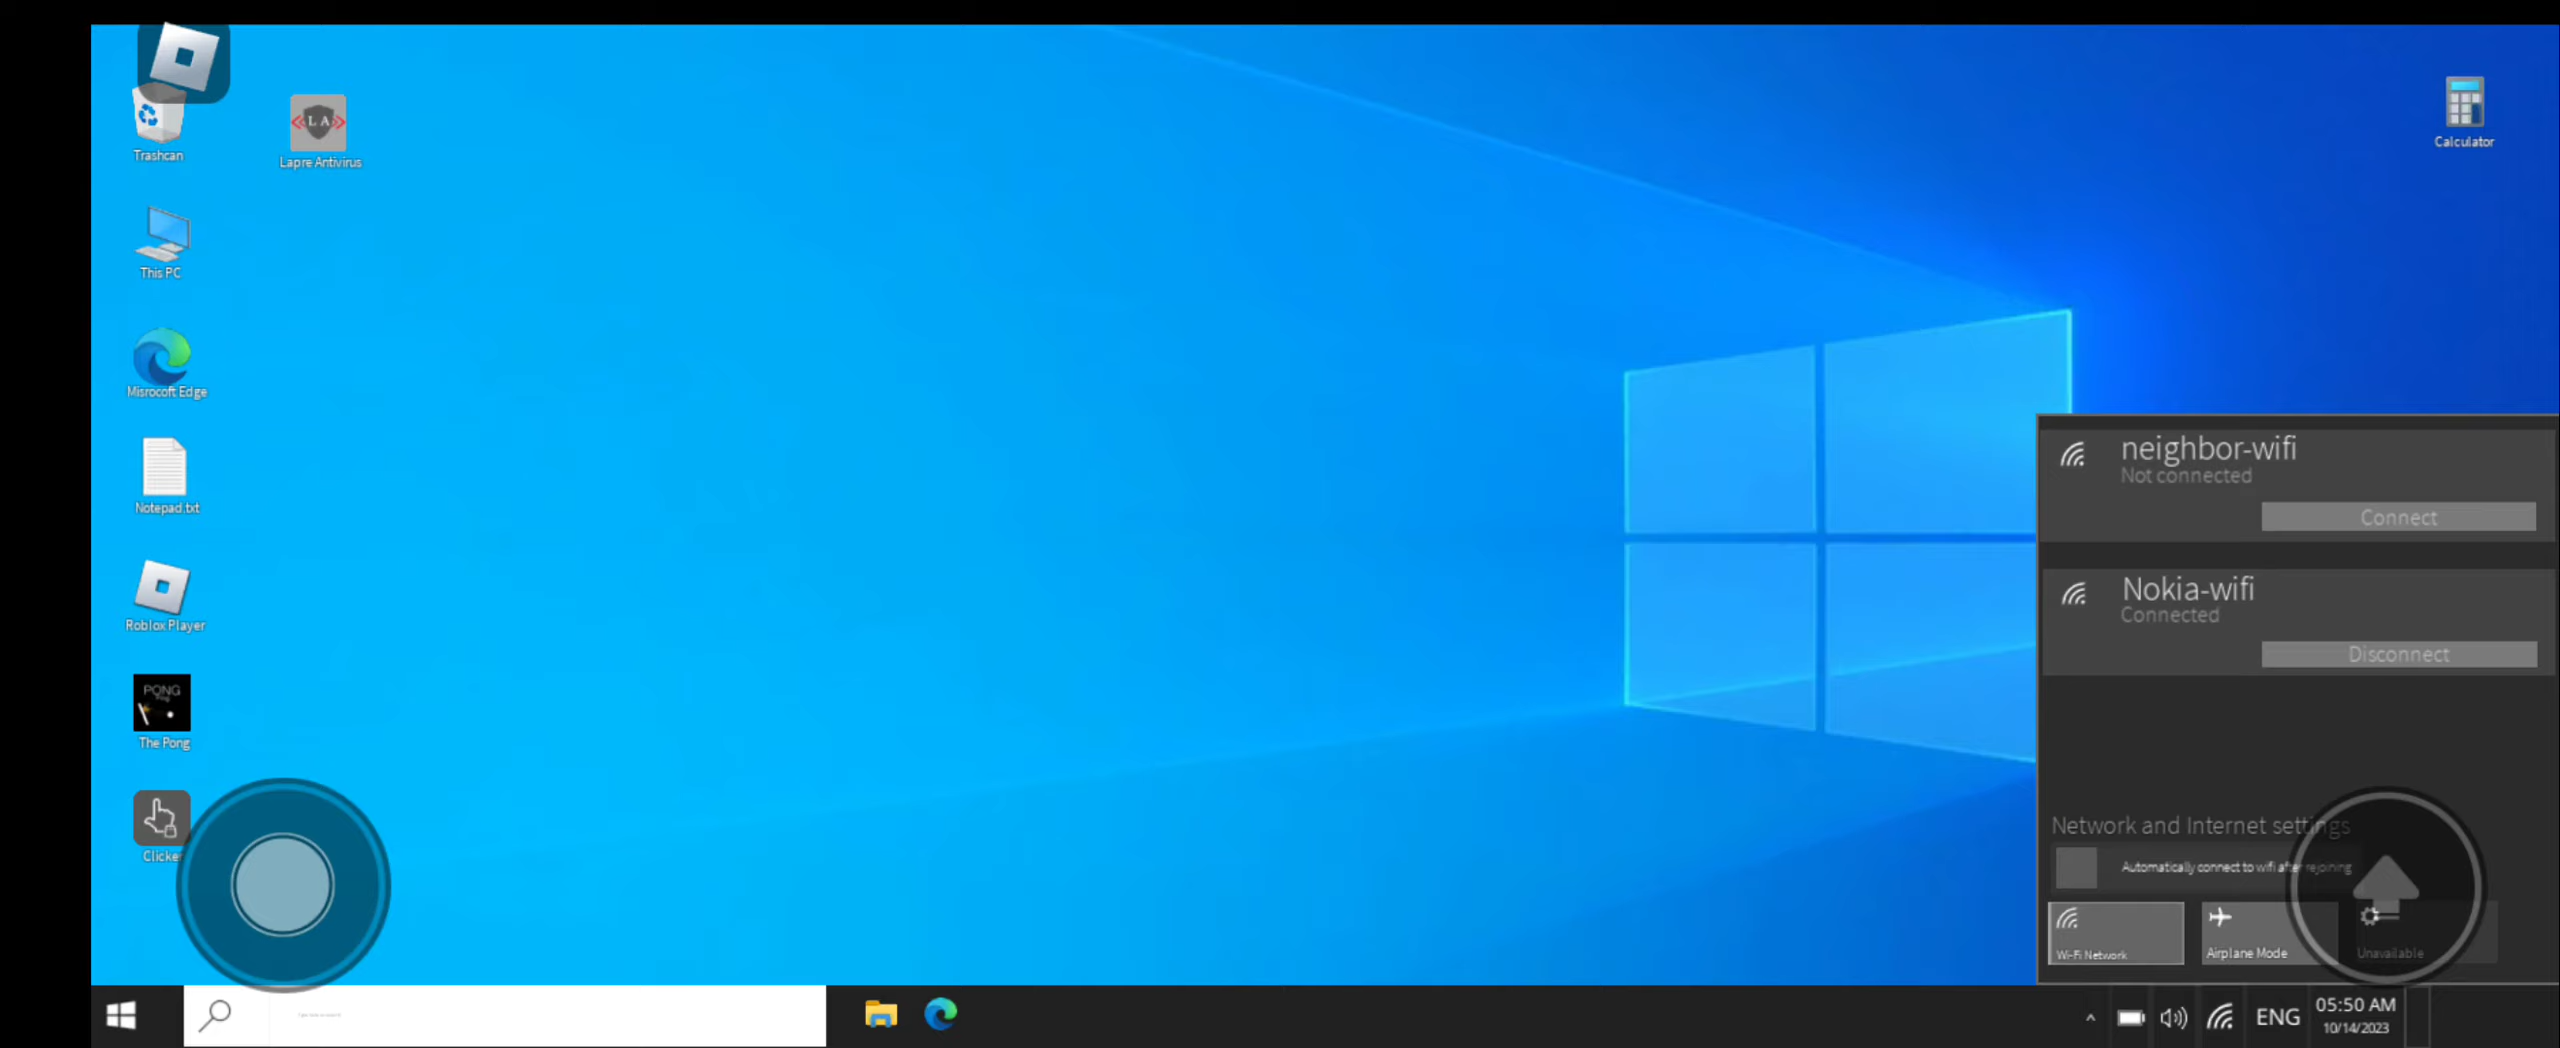 Trashcan
L A
Lapre Antivirus
Calculator
This PC
Misrocoft Edge
Notepad.txt
Roblox Player
PONG
The Pong
Clicke
neighbor-wifi
Not connected
Connect
Nokia-wifi
Connected
Disconnect
Network and Internet settings
Automatically connect to wifi after rejoining
Wi-Fi Network
Airplane Mode
Unavailable
ENG
05:50 AM
10/14/2023